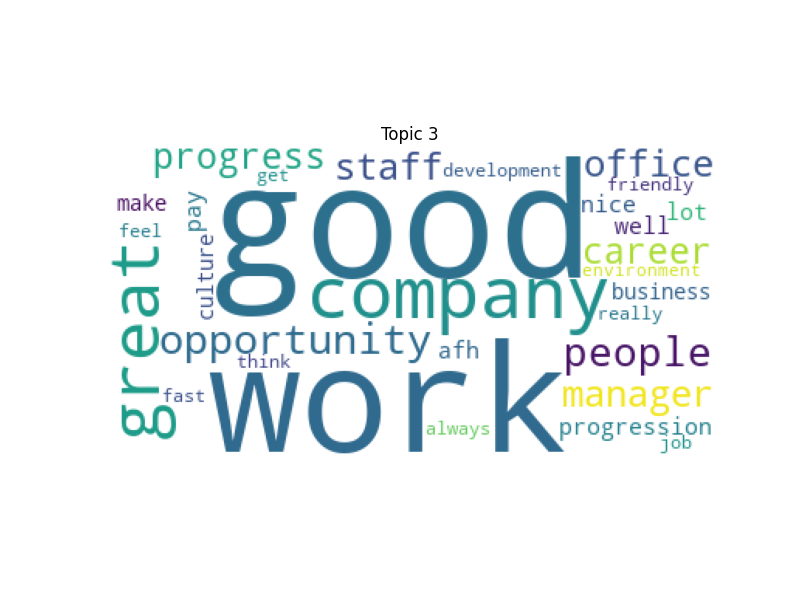 Topic 3
progress
get
staff
development
office
friendly
make
pay
good
nice
lot
feel
well
culture
career
great
company
environment
business
really
opportunity
afh
think
people
work
fast
manager
always
progression
job